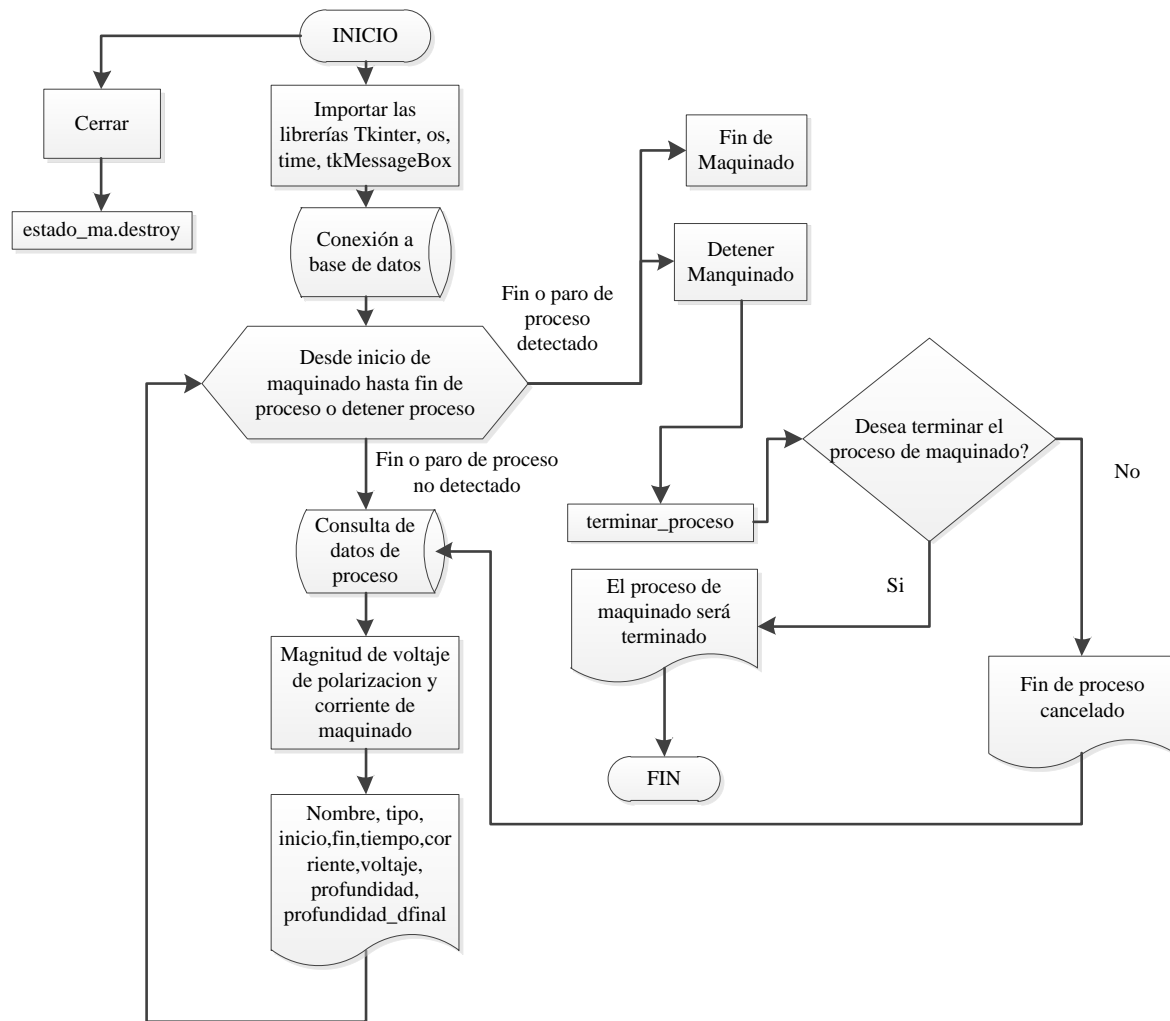 INICIO
Cerrar
estado_ma.destroy
Importar las
librerías Tkinter, os,
time, tkMessageBox
Conexión a
base de datos
Desde inicio de
maquinado hasta fin de
proceso o detener proceso
Fin o paro de
proceso
detectado
Fin de
Maquinado
Detener
Manquinado
Fin o paro de proceso
no detectado
Consulta de
datos de
proceso
Magnitud de voltaje
de polarizacion y
corriente de
maquinado
Nombre, tipo,
inicio,fin,tiempo,cor
riente,voltaje,
profundidad,
profundidad_dfinal
terminar_proceso
Desea terminar el
proceso de maquinado?
No
Si
El proceso de
maquinado será
terminado
FIN
Fin de proceso
cancelado